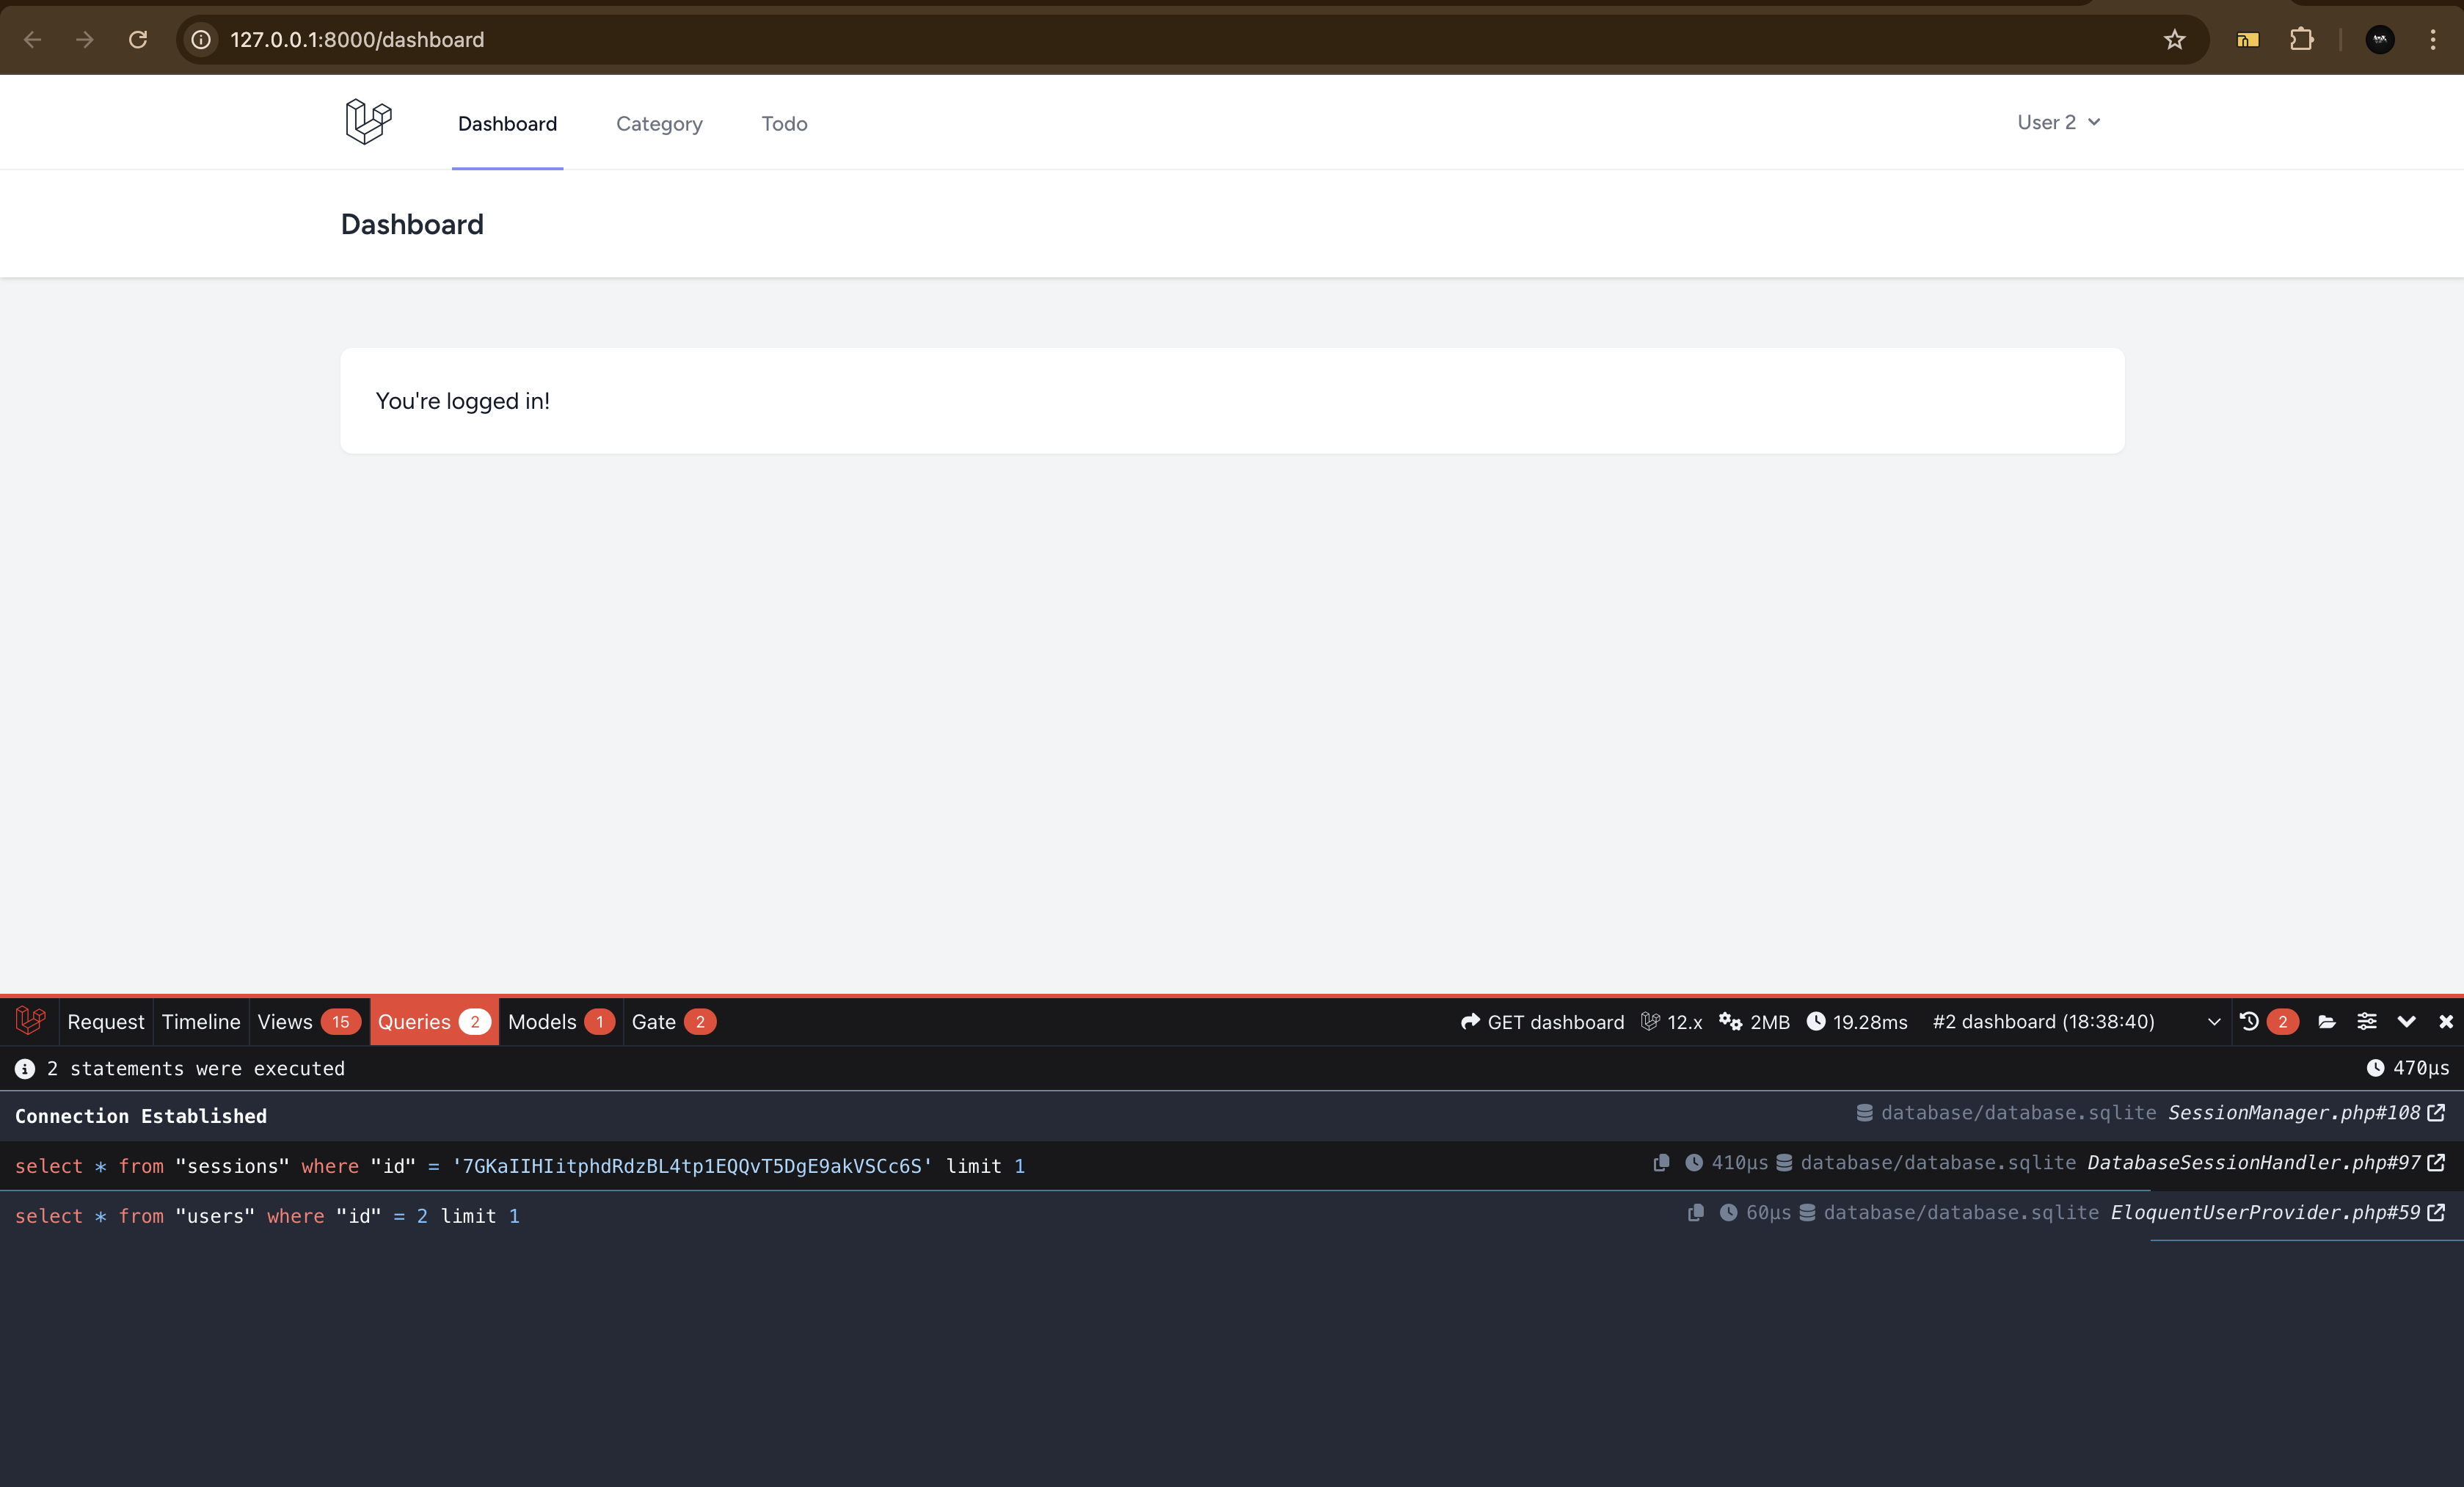 127.0.0.1:8000/dashboard
Dashboard Category Todo User 2
Dashboard
You're logged in!
Request Timeline Views 15 Queries 2 Models 1 Gate 2 GET dashboard 12.x 2MB 19.28ms #2 dashboard (18:38:40) 2
2 statements were executed 470μs
Connection Established database/database.sqlite SessionManager.php#108
select * from "sessions" where "id" = '7GKaIIHIitphdRdzBL4tp1EQQvT5DgE9akVSCc6S' limit 1 410μs database/database.sqlite DatabaseSessionHandler.php#97
select * from "users" where "id" = 2 limit 1 60μs database/database.sqlite EloquentUserProvider.php#59